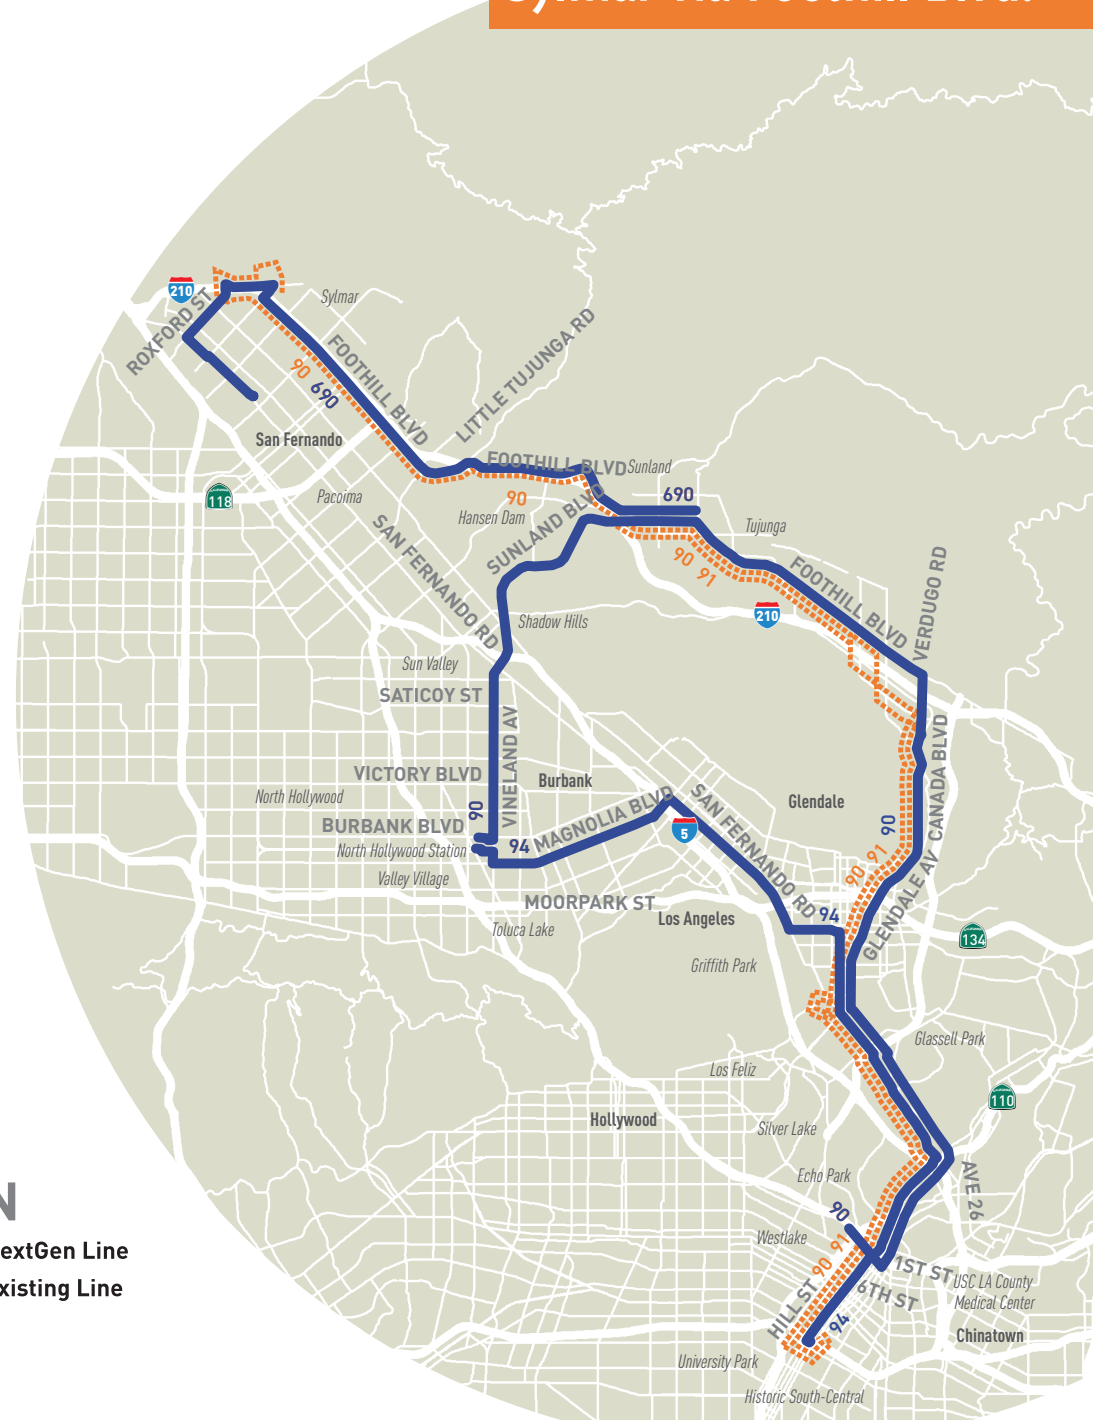 Sylmar via Foothill Blvd.
210
ROXFORD ST
Sylmar
90
690
FOOTHILL BLVD
LITTLE TUJUNGA RD
San Fernando
FOOTHILL BLVD
Sunland
118
Pacoima
90
690
Hansen Dam
SUNLAND BLVD
Tujunga
SAN FERNANDO RD
90
91
FOOTHILL BLVD
VERDUGO RD
210
Shadow Hills
Sun Valley
SATICOY ST
VINELAND AV
CANADA BLVD
VICTORY BLVD
Burbank
North Hollywood
90
Glendale
BURBANK BLVD
MAGNOLIA BLVD
SAN FERNANDO RD
5
90
North Hollywood Station
94
90
91
Valley Village
GLENDALE AV
MOORPARK ST
Los Angeles
94
Toluca Lake
134
Griffith Park
Glassell Park
Los Feliz
110
Hollywood
Silver Lake
Echo Park
AVE 26
N
90
Westlake
extGen Line
90
91
1ST ST
USC LA County
Medical Center
xisting Line
HILL ST
6TH ST
94
Chinatown
University Park
Historic South-Central